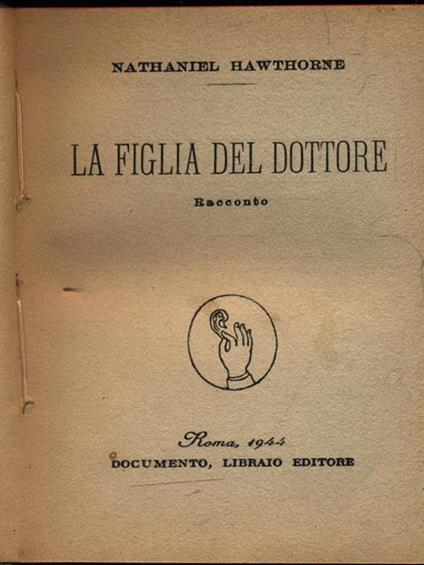 NATHANIEL HAWTHORNE
LA FIGLIA DEL DOTTORE
Racconto
Roma, 1944
DOCUMENTO, LIBRAIO EDITORE